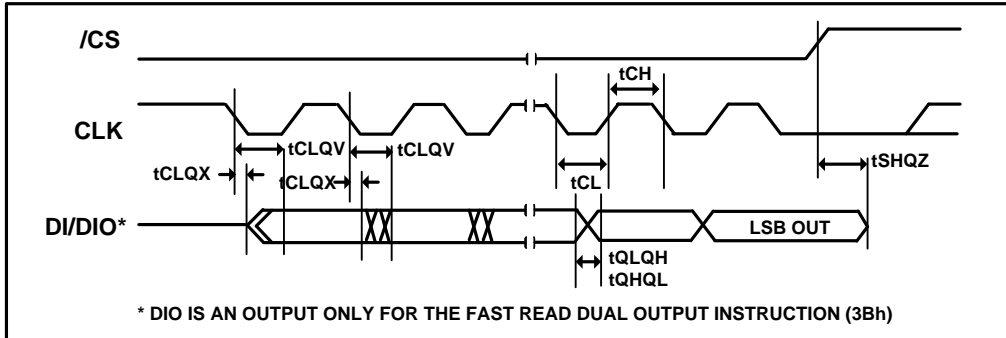 /CS
tCH
CLK
tCLQV
tCLQV
tCLQX
tCLQX
tCL
tSHQZ
DI/DIO*
LSB OUT
tQLQH
tQHQL
* DIO IS AN OUTPUT ONLY FOR THE FAST READ DUAL OUTPUT INSTRUCTION (3Bh)